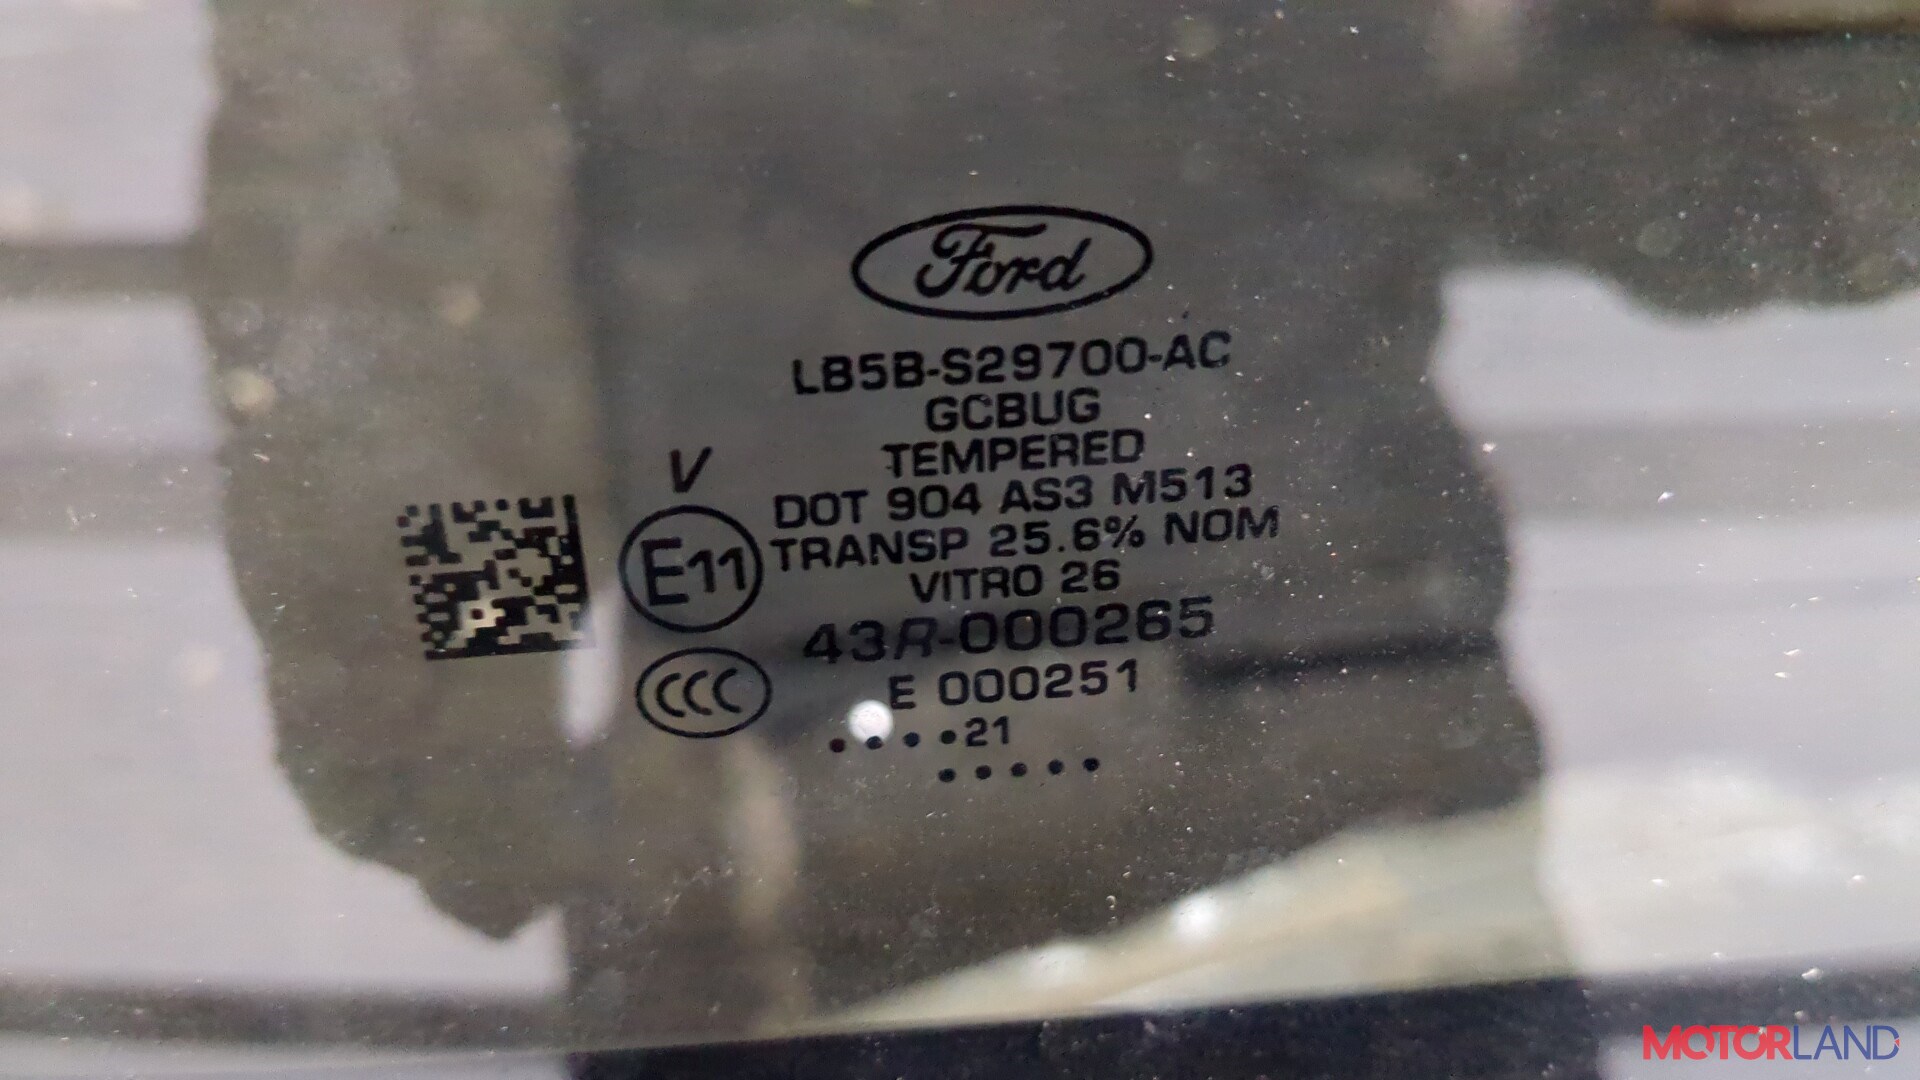 Ford
LB5B-S29700-AC
GCBUG
TEMPERED
V
DOT 904 AS3 M513
E11
TRANSP 25.6% NOM
VITRO 26
43R-000265
CCC
E 000251
••••21
•••••
MOTORLAND